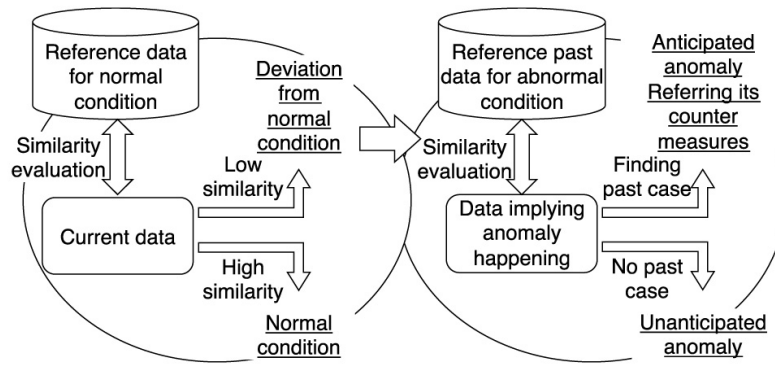 Reference data
for normal
condition
Deviation
from
normal
condition
Similarity
evaluation
Low
similarity
Current data
High
similarity
Normal
condition
Reference past
data for abnormal
condition
Anticipated
anomaly
Referring its
counter
measures
Similarity
evaluation
Finding
past case
Data implying
anomaly
happening
No past
case
Unanticipated
anomaly